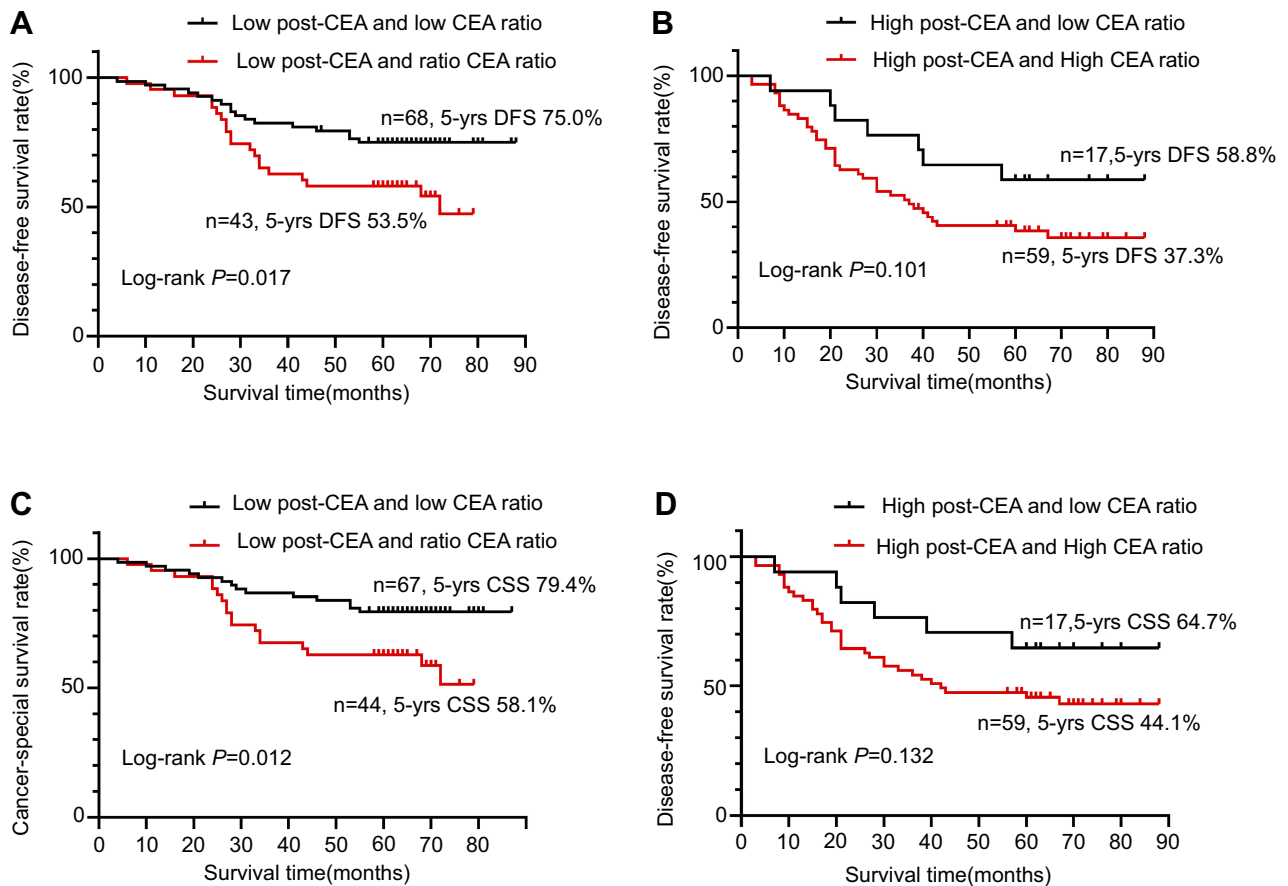 A
Low post-CEA and low CEA ratio
Low post-CEA and ratio CEA ratio
Disease-free survival rate(%)
100
50
0
n=68, 5-yrs DFS 75.0%
n=43, 5-yrs DFS 53.5%
Log-rank P=0.017
0 10 20 30 40 50 60 70 80 90
Survival time(months)
B
High post-CEA and low CEA ratio
High post-CEA and High CEA ratio
Disease-free survival rate(%)
100
50
0
n=17,5-yrs DFS 58.8%
n=59, 5-yrs DFS 37.3%
Log-rank P=0.101
0 10 20 30 40 50 60 70 80 90
Survival time(months)
C
Low post-CEA and low CEA ratio
Low post-CEA and ratio CEA ratio
Cancer-special survival rate(%)
100
50
0
n=67, 5-yrs CSS 79.4%
n=44, 5-yrs CSS 58.1%
Log-rank P=0.012
0 10 20 30 40 50 60 70 80
Survival time(months)
D
High post-CEA and low CEA ratio
High post-CEA and High CEA ratio
Disease-free survival rate(%)
100
50
0
n=17,5-yrs CSS 64.7%
n=59, 5-yrs CSS 44.1%
Log-rank P=0.132
0 10 20 30 40 50 60 70 80 90
Survival time(months)